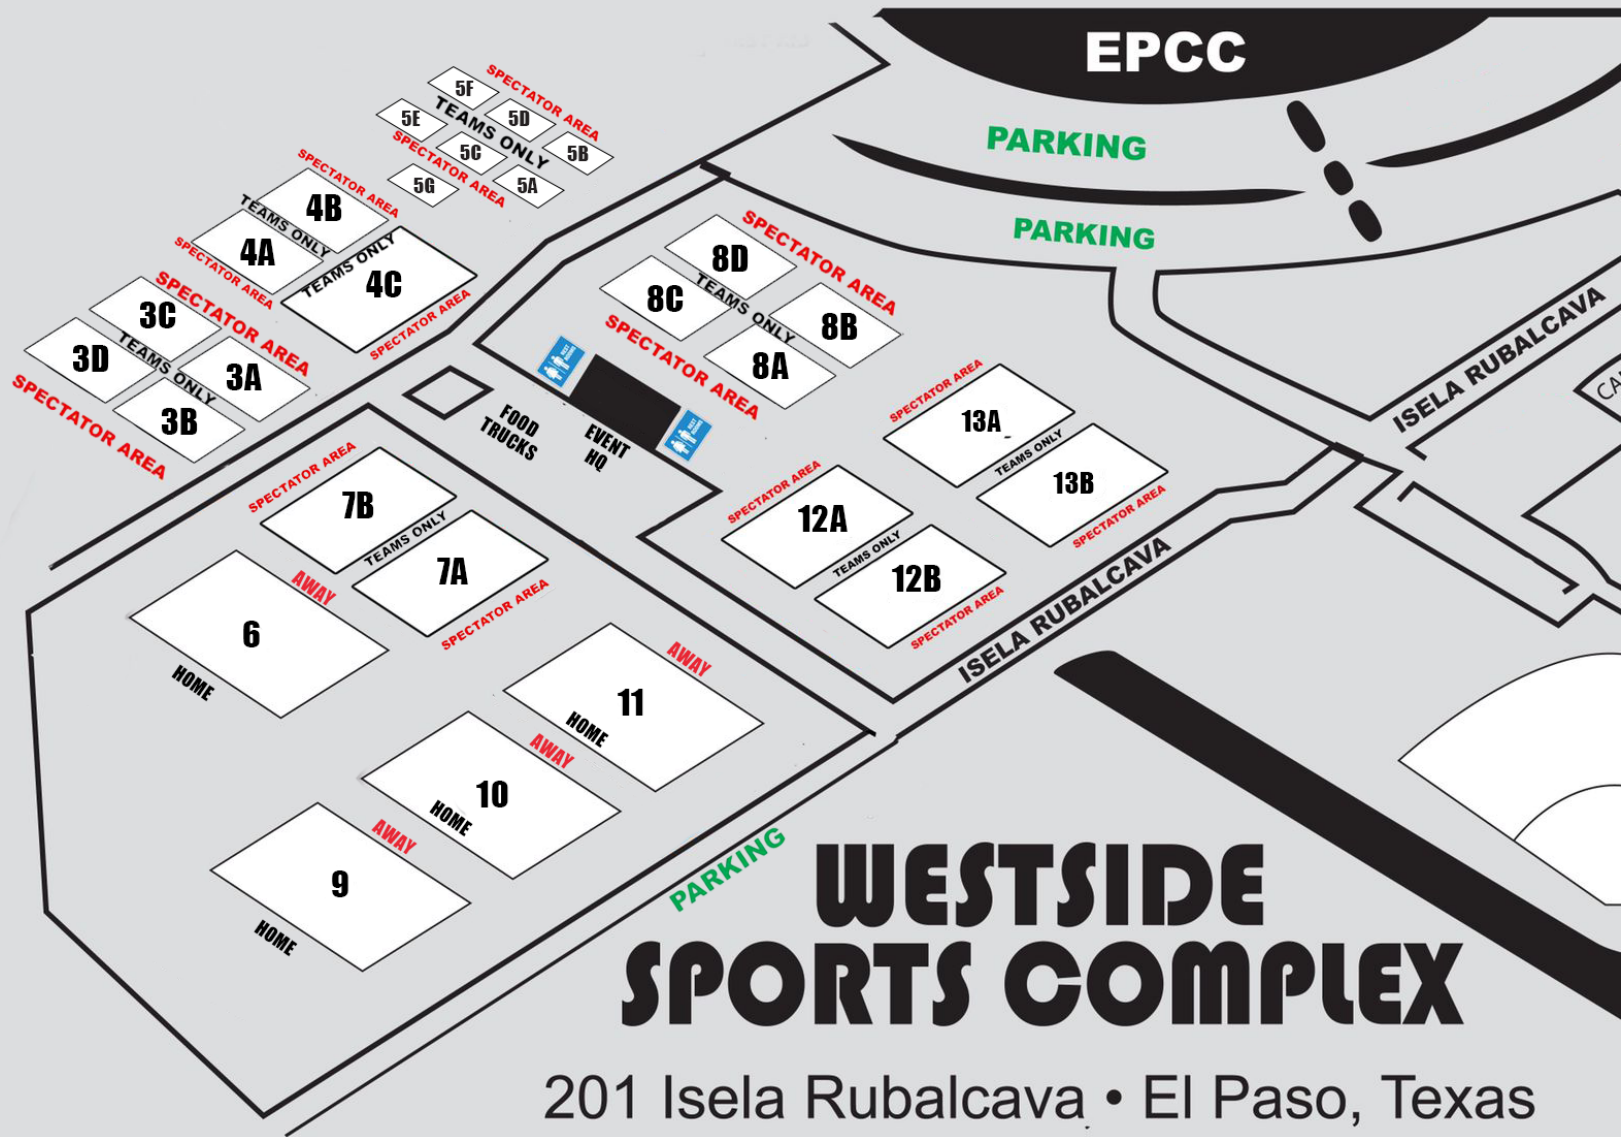 EPCC
PARKING
PARKING
SPECTATOR AREA
5F
TEAMS ONLY
5D
5E
5B
5C
SPECTATOR AREA
5G
5A
SPECTATOR AREA
4B
TEAMS ONLY
4A
SPECTATOR AREA
TEAMS ONLY
4C
SPECTATOR AREA
SPECTATOR AREA
3C
TEAMS ONLY
3D
3A
3B
SPECTATOR AREA
SPECTATOR AREA
8D
TEAMS ONLY
8C
8B
SPECTATOR AREA
8A
REST ROOMS
FOOD
TRUCKS
EVENT
HQ
REST ROOMS
SPECTATOR AREA
13A
TEAMS ONLY
13B
SPECTATOR AREA
SPECTATOR AREA
12A
TEAMS ONLY
12B
SPECTATOR AREA
ISELA RUBALCAVA
ISELA RUBALCAVA
SPECTATOR AREA
7B
TEAMS ONLY
7A
SPECTATOR AREA
AWAY
6
HOME
AWAY
11
HOME
AWAY
10
HOME
AWAY
9
HOME
PARKING
WESTSIDE
SPORTS COMPLEX
201 Isela Rubalcava • El Paso, Texas